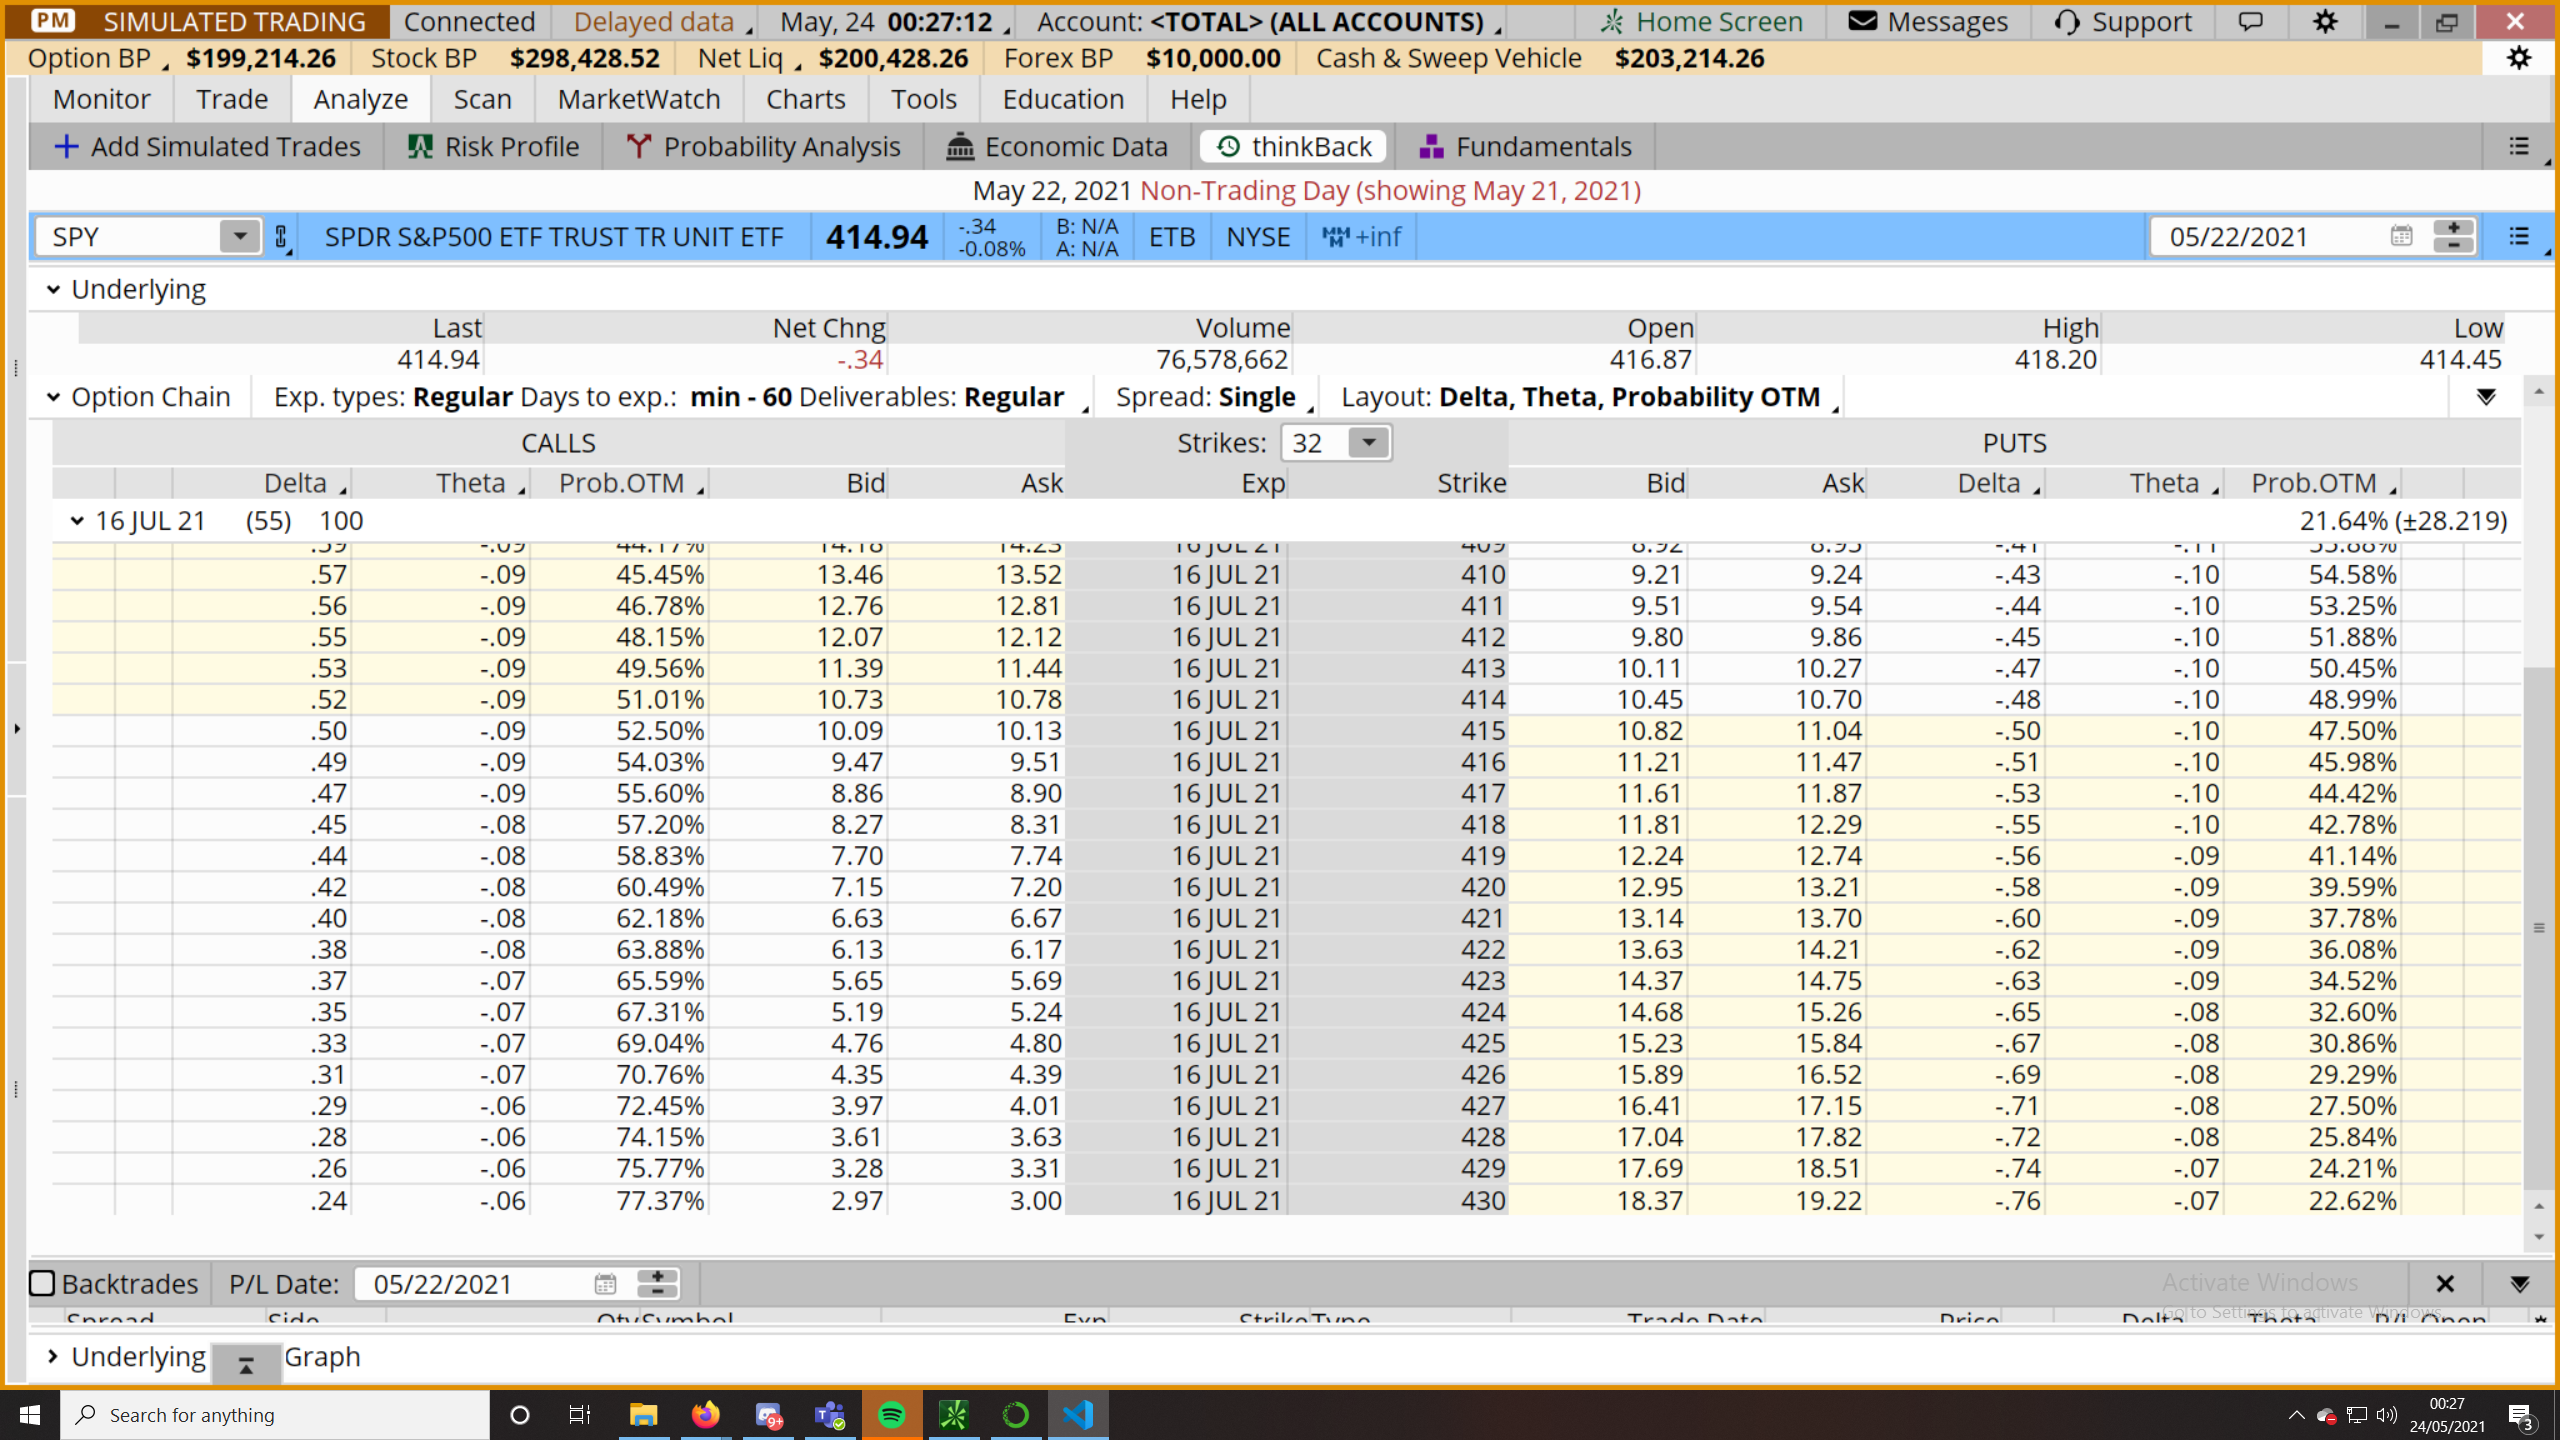 PM SIMULATED TRADING Connected Delayed data May, 24 00:27:12 Account: <TOTAL> (ALL ACCOUNTS) Home Screen Messages Support
Option BP $199,214.26 Stock BP $298,428.52 Net Liq $200,428.26 Forex BP $10,000.00 Cash & Sweep Vehicle $203,214.26
Monitor Trade Analyze Scan MarketWatch Charts Tools Education Help
Add Simulated Trades Risk Profile Probability Analysis Economic Data thinkBack Fundamentals
May 22, 2021 Non-Trading Day (showing May 21, 2021)
SPY SPDR S&P500 ETF TRUST TR UNIT ETF 414.94 -.34 -0.08% B: N/A A: N/A ETB NYSE +inf 05/22/2021
Underlying
Last Net Chng Volume Open High Low
414.94 -.34 76,578,662 416.87 418.20 414.45
Option Chain Exp. types: Regular Days to exp.: min - 60 Deliverables: Regular Spread: Single Layout: Delta, Theta, Probability OTM
CALLS Strikes: 32 PUTS
Delta Theta Prob.OTM Bid Ask Exp Strike Bid Ask Delta Theta Prob.OTM
16 JUL 21 (55) 100 21.64% (±28.219)
.59 -.09 44.17% 14.18 14.23 16 JUL 21 409 8.92 8.95 -.41 -.11 55.88%
.57 -.09 45.45% 13.46 13.52 16 JUL 21 410 9.21 9.24 -.43 -.10 54.58%
.56 -.09 46.78% 12.76 12.81 16 JUL 21 411 9.51 9.54 -.44 -.10 53.25%
.55 -.09 48.15% 12.07 12.12 16 JUL 21 412 9.80 9.86 -.45 -.10 51.88%
.53 -.09 49.56% 11.39 11.44 16 JUL 21 413 10.11 10.27 -.47 -.10 50.45%
.52 -.09 51.01% 10.73 10.78 16 JUL 21 414 10.45 10.70 -.48 -.10 48.99%
.50 -.09 52.50% 10.09 10.13 16 JUL 21 415 10.82 11.04 -.50 -.10 47.50%
.49 -.09 54.03% 9.47 9.51 16 JUL 21 416 11.21 11.47 -.51 -.10 45.98%
.47 -.09 55.60% 8.86 8.90 16 JUL 21 417 11.61 11.87 -.53 -.10 44.42%
.45 -.08 57.20% 8.27 8.31 16 JUL 21 418 11.81 12.29 -.55 -.10 42.78%
.44 -.08 58.83% 7.70 7.74 16 JUL 21 419 12.24 12.74 -.56 -.09 41.14%
.42 -.08 60.49% 7.15 7.20 16 JUL 21 420 12.95 13.21 -.58 -.09 39.59%
.40 -.08 62.18% 6.63 6.67 16 JUL 21 421 13.14 13.70 -.60 -.09 37.78%
.38 -.08 63.88% 6.13 6.17 16 JUL 21 422 13.63 14.21 -.62 -.09 36.08%
.37 -.07 65.59% 5.65 5.69 16 JUL 21 423 14.37 14.75 -.63 -.09 34.52%
.35 -.07 67.31% 5.19 5.24 16 JUL 21 424 14.68 15.26 -.65 -.08 32.60%
.33 -.07 69.04% 4.76 4.80 16 JUL 21 425 15.23 15.84 -.67 -.08 30.86%
.31 -.07 70.76% 4.35 4.39 16 JUL 21 426 15.89 16.52 -.69 -.08 29.29%
.29 -.06 72.45% 3.97 4.01 16 JUL 21 427 16.41 17.15 -.71 -.08 27.50%
.28 -.06 74.15% 3.61 3.63 16 JUL 21 428 17.04 17.82 -.72 -.08 25.84%
.26 -.06 75.77% 3.28 3.31 16 JUL 21 429 17.69 18.51 -.74 -.07 24.21%
.24 -.06 77.37% 2.97 3.00 16 JUL 21 430 18.37 19.22 -.76 -.07 22.62%
Backtrades P/L Date: 05/22/2021 Activate Windows
Go to Settings to activate Windows.
Spread Side Qty Symbol Exp Strike Type Trade Date Price Delta Theta P/L Open
Underlying Graph
Search for anything 9+ 00:27
24/05/2021 3